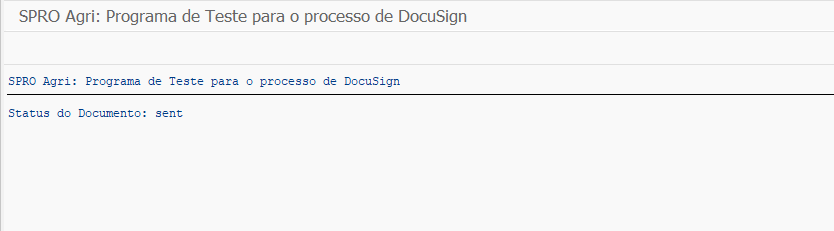 SPRO Agri: Programa de Teste para o processo de DocuSign
SPRO Agri: Programa de Teste para o processo de DocuSign
Status do Documento: sent